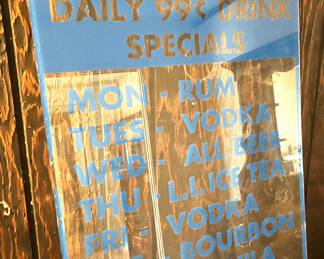 DAILY 99¢ DRINK
SPECIALS
MON - RUM
TUES - VODKA
WED - ALL BEER
THU - L.I. ICE TEA
FRI - VODKA
- BOURBON